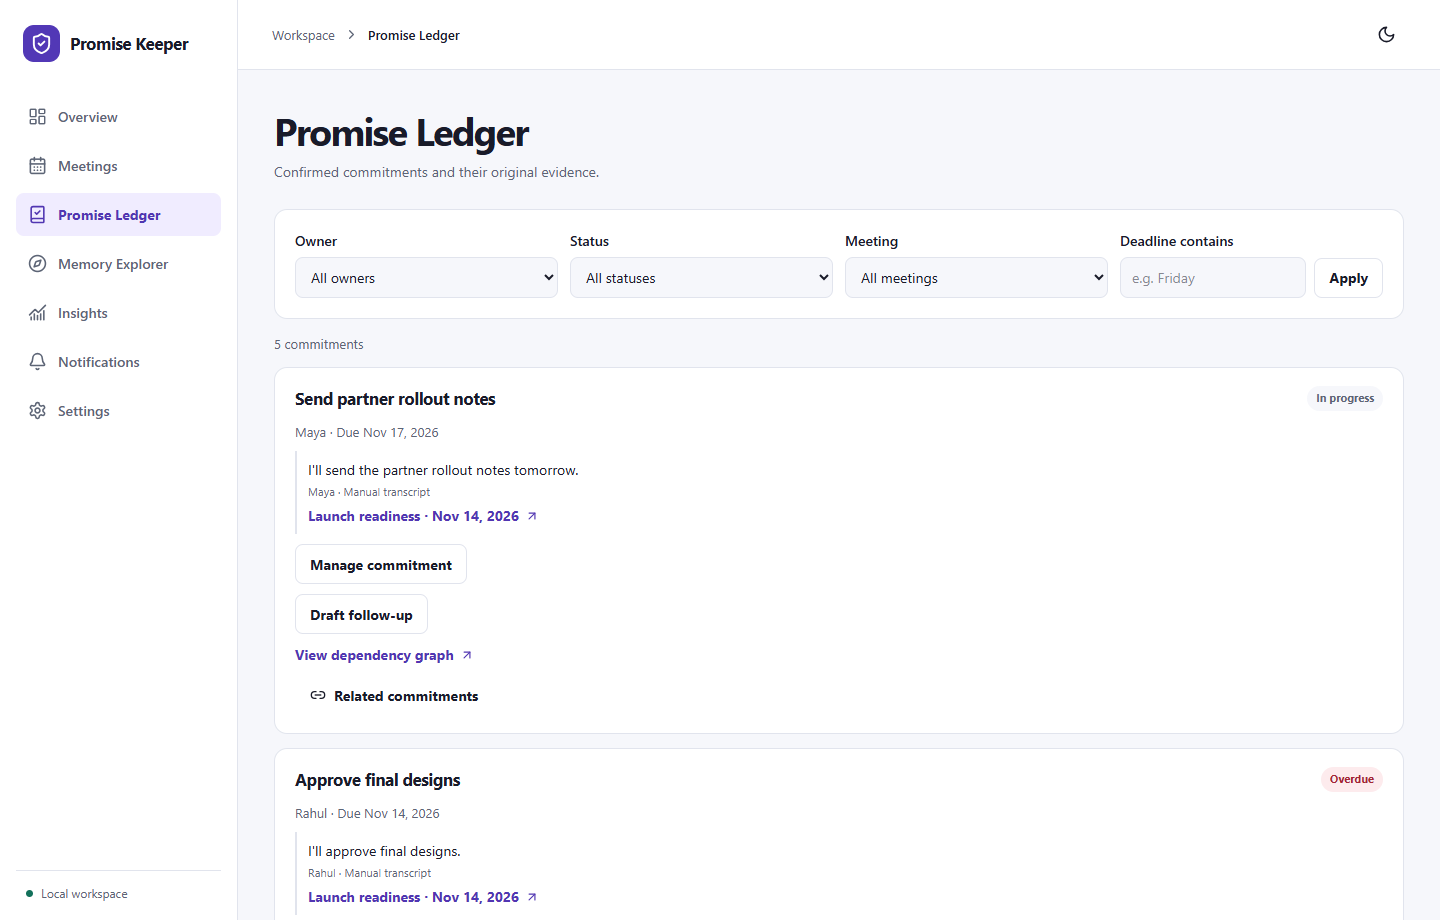 Promise Keeper
Workspace > Promise Ledger
Overview
Meetings
Promise Ledger
Memory Explorer
Insights
Notifications
Settings
Local workspace
Promise Ledger
Confirmed commitments and their original evidence.
Owner
All owners
Status
All statuses
Meeting
All meetings
Deadline contains
e.g. Friday
Apply
5 commitments
Send partner rollout notes
In progress
Maya · Due Nov 17, 2026
I'll send the partner rollout notes tomorrow.
Maya · Manual transcript
Launch readiness · Nov 14, 2026
Manage commitment
Draft follow-up
View dependency graph
Related commitments
Approve final designs
Overdue
Rahul · Due Nov 14, 2026
I'll approve final designs.
Rahul · Manual transcript
Launch readiness · Nov 14, 2026